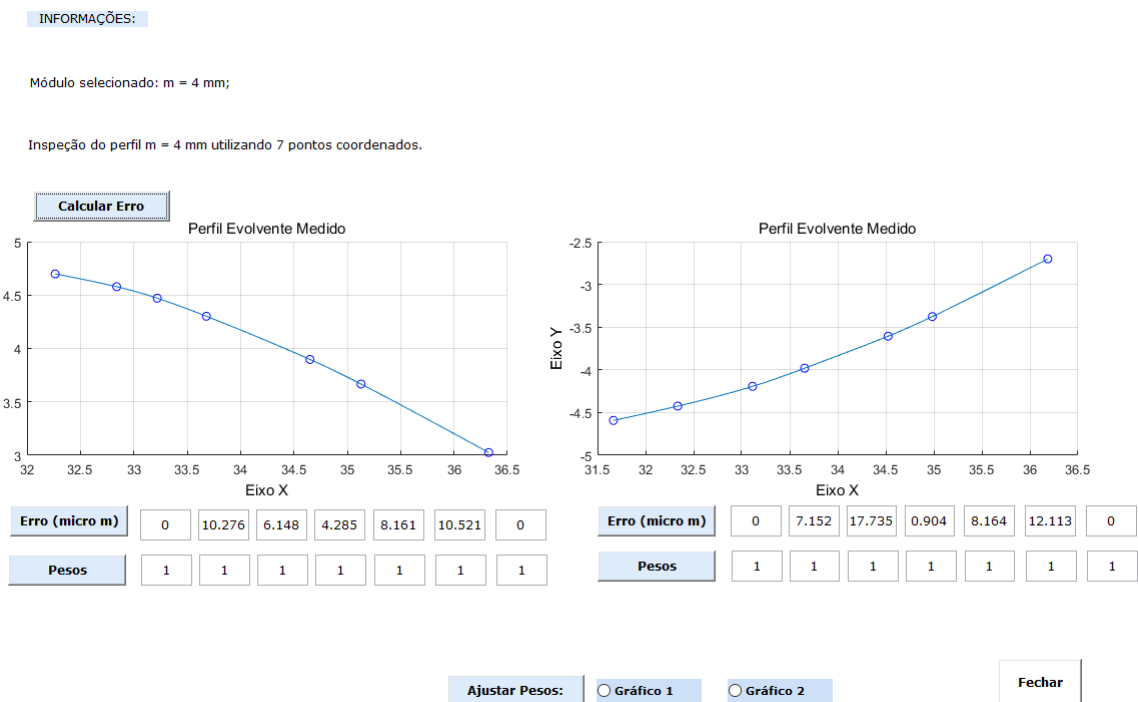 INFORMAÇÕES:
Módulo selecionado: m = 4 mm;
Inspeção do perfil m = 4 mm utilizando 7 pontos coordenados.
Calcular Erro
Perfil Evolvente Medido
5
4.5
4
3.5
3
32 32.5 33 33.5 34 34.5 35 35.5 36 36.5
Eixo X
Erro (micro m) 0 10.276 6.148 4.285 8.161 10.521 0
Pesos 1 1 1 1 1 1 1
Perfil Evolvente Medido
Eixo Y
-2.5
-3
-3.5
-4
-4.5
-5
31.5 32 32.5 33 33.5 34 34.5 35 35.5 36 36.5
Eixo X
Erro (micro m) 0 7.152 17.735 0.904 8.164 12.113 0
Pesos 1 1 1 1 1 1 1
Ajustar Pesos: Gráfico 1 Gráfico 2
Fechar